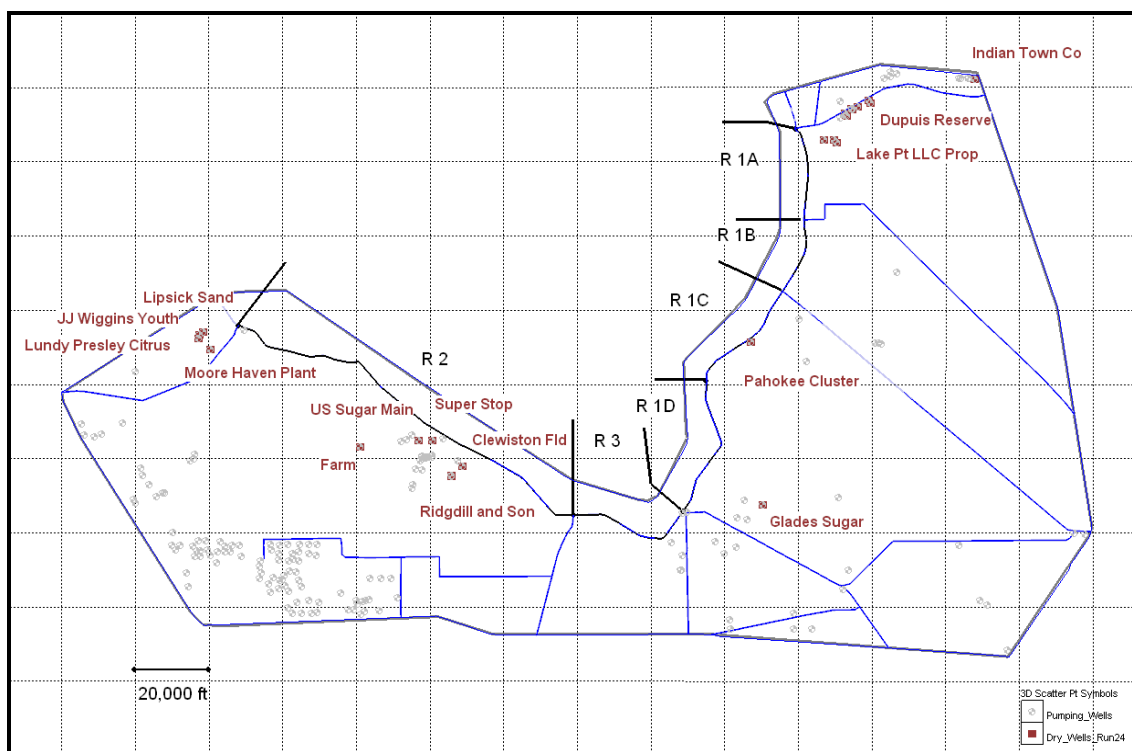 Indian Town Co
Dupuis Reserve
Lake Pt LLC Prop
R 1A
R 1B
R 1C
Lipsick Sand
JJ Wiggins Youth
Lundy Presley Citrus
Moore Haven Plant
R 2
Pahokee Cluster
R 1D
US Sugar Main
Super Stop
Clewiston Fld
R 3
Farm
Ridgdill and Son
Glades Sugar
20,000 ft
3D Scatter Pt Symbols
Pumping_Wells
Dry_Wells_Run24